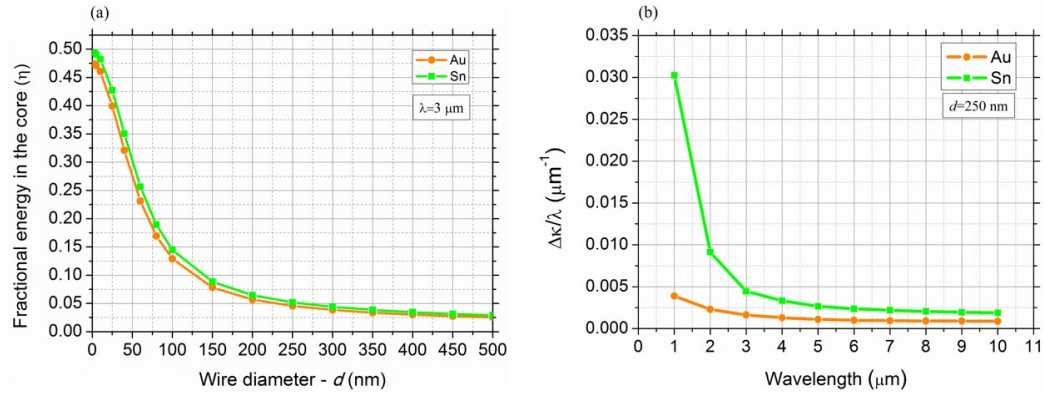 (a)
0.50
0.45
0.40
0.35
0.30
0.25
0.20
0.15
0.10
0.05
0.00
Fractional energy in the core (η)
Au
Sn
λ=3 μm
0 50 100 150 200 250 300 350 400 450 500
Wire diameter - d (nm)
(b)
0.035
0.030
0.025
0.020
0.015
0.010
0.005
0.000
Δκ/λ (μm⁻¹)
Au
Sn
d=250 nm
0 1 2 3 4 5 6 7 8 9 10 11
Wavelength (μm)